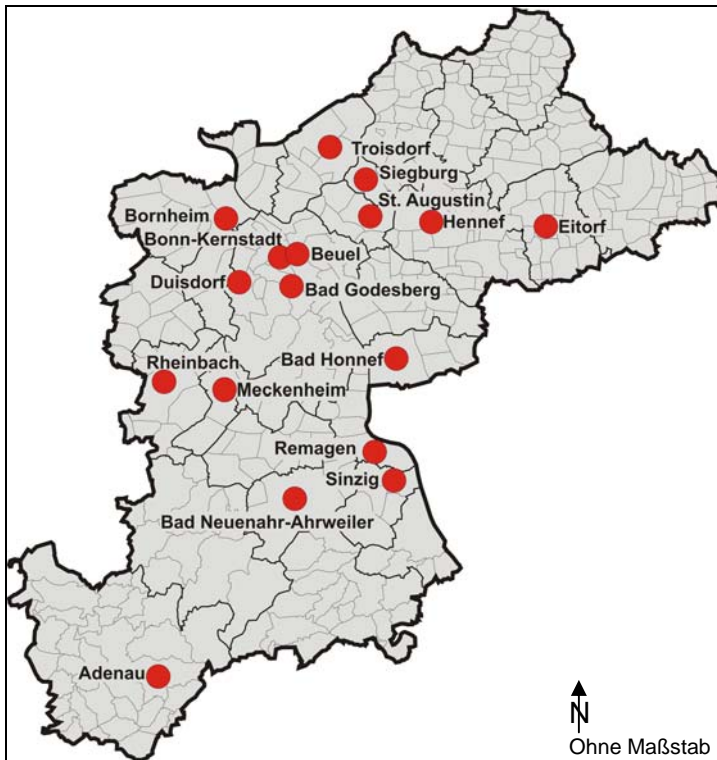 Troisdorf
Siegburg
St. Augustin
Bornheim
Hennef
Eitorf
Bonn-Kernstadt
Beuel
Duisdorf
Bad Godesberg
Rheinbach
Bad Honnef
Meckenheim
Remagen
Sinzig
Bad Neuenahr-Ahrweiler
Adenau
N
Ohne Maßstab